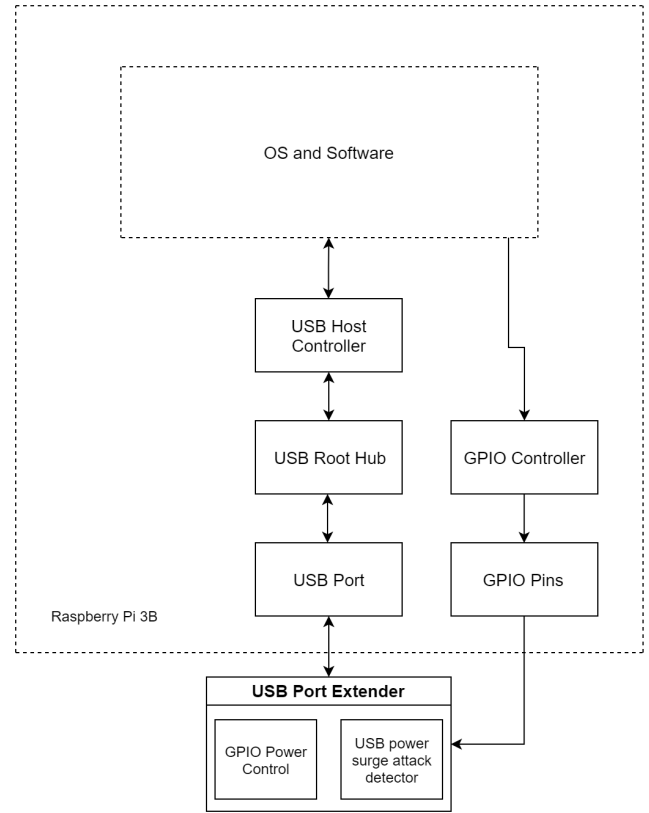 OS and Software
USB Host
Controller
USB Root Hub
GPIO Controller
USB Port
GPIO Pins
Raspberry Pi 3B
USB Port Extender
GPIO Power
Control
USB power
surge attack
detector